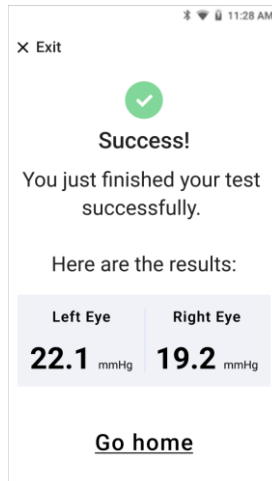 11:28 AM
Exit
Success!
You just finished your test
successfully.
Here are the results:
Left Eye Right Eye
22.1 mmHg 19.2 mmHg
Go home